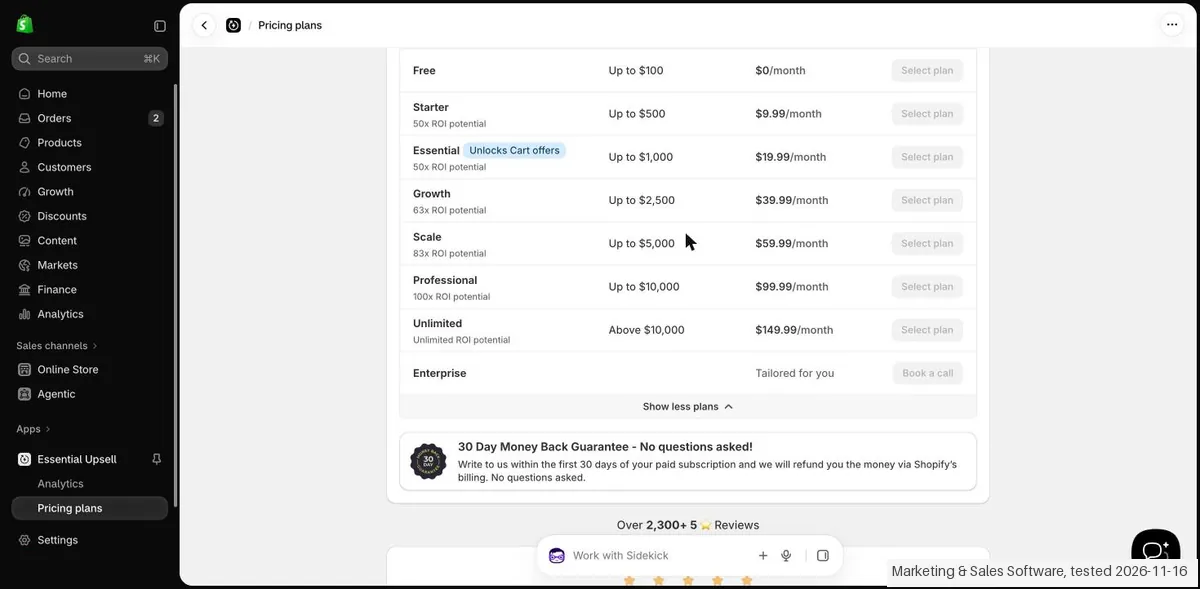 Pricing plans
Search ⌘K
Home
Orders 2
Products
Customers
Growth
Discounts
Content
Markets
Finance
Analytics
Sales channels
Online Store
Agentic
Apps
Essential Upsell
Analytics
Pricing plans
Settings
Free Up to $100 $0/month Select plan
Starter
50x ROI potential
Up to $500 $9.99/month Select plan
Essential Unlocks Cart offers
50x ROI potential
Up to $1,000 $19.99/month Select plan
Growth
63x ROI potential
Up to $2,500 $39.99/month Select plan
Scale
83x ROI potential
Up to $5,000 $59.99/month Select plan
Professional
100x ROI potential
Up to $10,000 $99.99/month Select plan
Unlimited
Unlimited ROI potential
Above $10,000 $149.99/month Select plan
Enterprise Tailored for you Book a call
Show less plans
30 DAY
30 Day Money Back Guarantee - No questions asked!
Write to us within the first 30 days of your paid subscription and we will refund you the money via Shopify's
billing. No questions asked.
Over 2,300+ 5 ⭐ Reviews
Work with Sidekick
Marketing & Sales Software, tested 2026-11-16